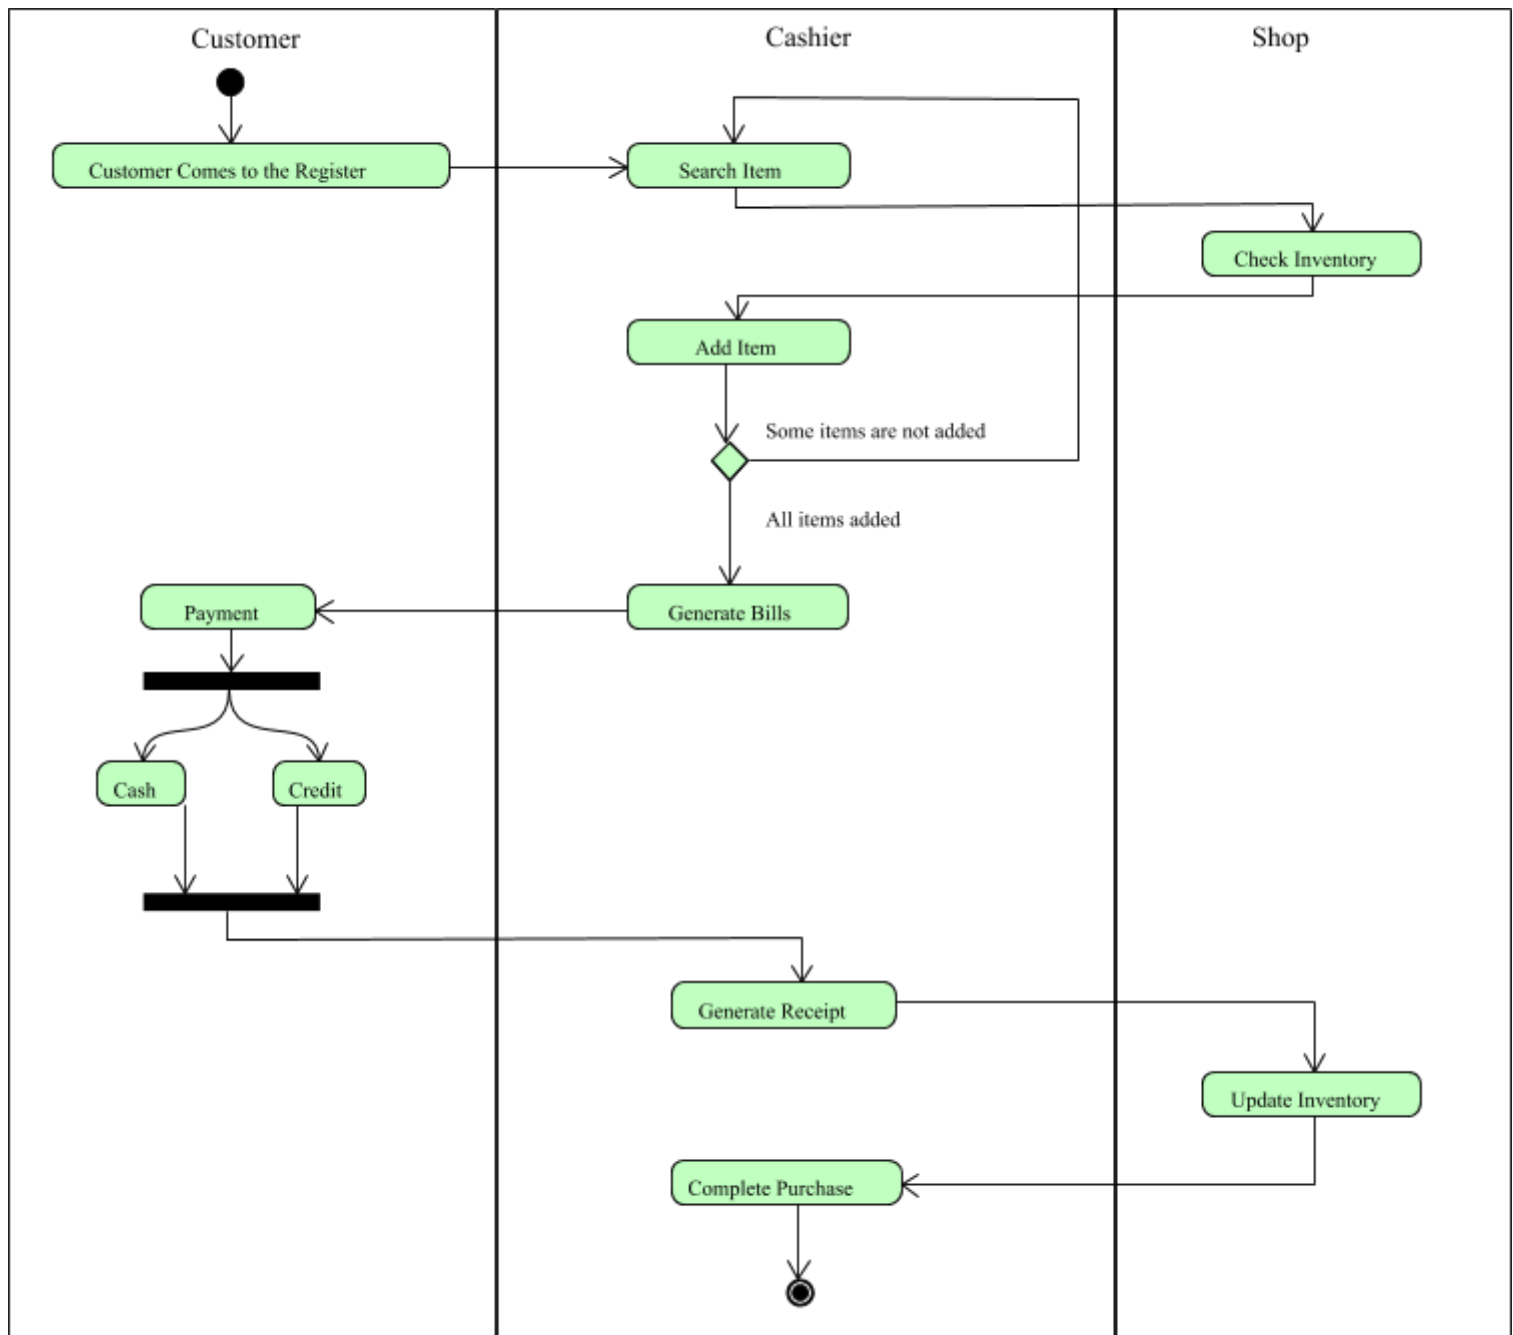 Customer
Cashier
Shop
Customer Comes to the Register
Search Item
Check Inventory
Add Item
Some items are not added
All items added
Payment
Generate Bills
Cash
Credit
Generate Receipt
Update Inventory
Complete Purchase